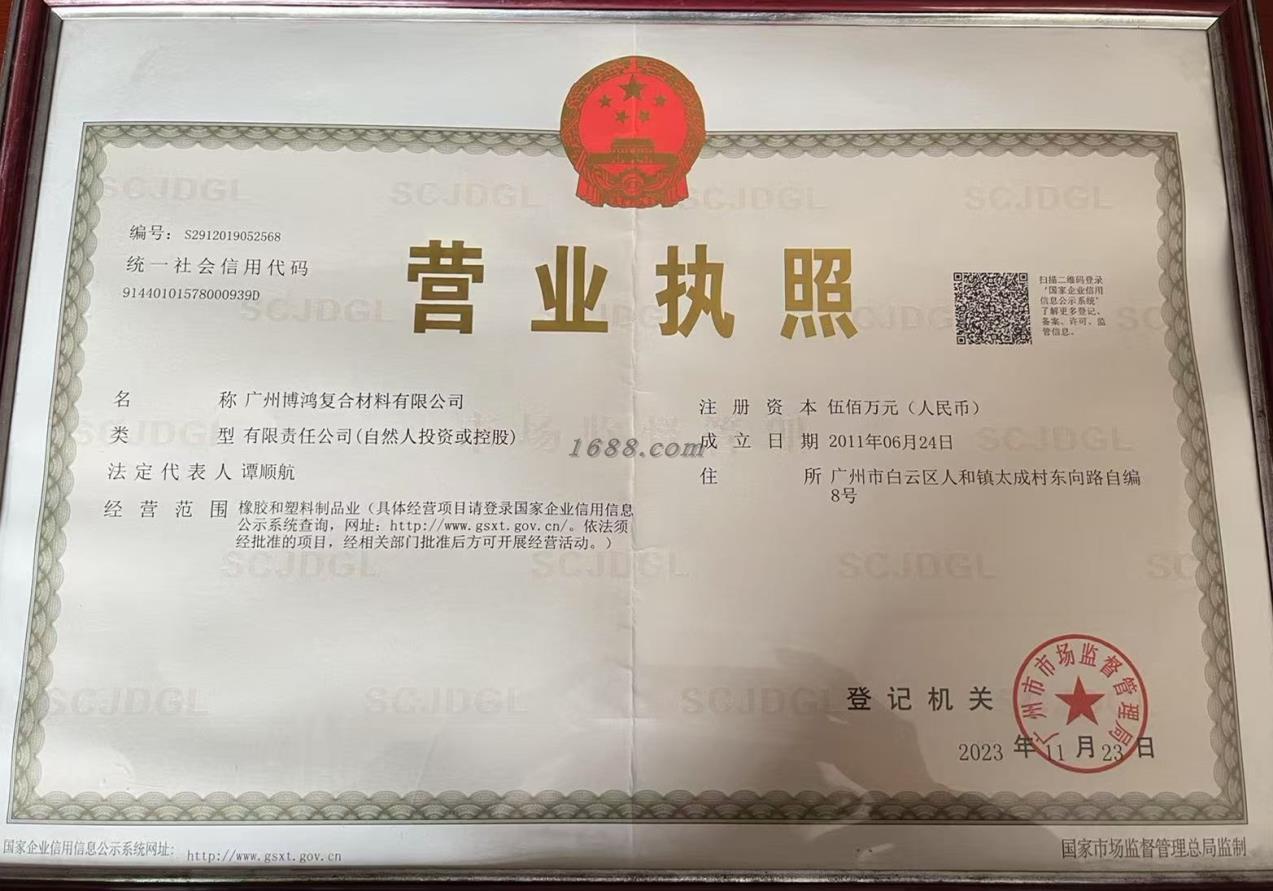 编号： S2912019052568
统一社会信用代码
91440101578000939D
营业执照
扫描二维码登录
‘国家企业信用
信息公示系统’
了解更多登记、
备案、许可、监
管信息。
名 称 广州博鸿复合材料有限公司
类 型 有限责任公司(自然人投资或控股)
法定代表人 谭顺航
经营范围 橡胶和塑料制品业（具体经营项目请登录国家企业信用信息
公示系统查询，网址：http://www.gsxt.gov.cn/。依法须
经批准的项目，经相关部门批准后方可开展经营活动。）
注册资本 伍佰万元（人民币）
成立日期 2011年06月24日
住 所 广州市白云区人和镇太成村东向路自编
8号
1688.com
SCJDGL
登记机关
广州市市场监督管理局
2023 年 11 月 23 日
国家企业信用信息公示系统网址： http://www.gsxt.gov.cn
国家市场监督管理总局监制